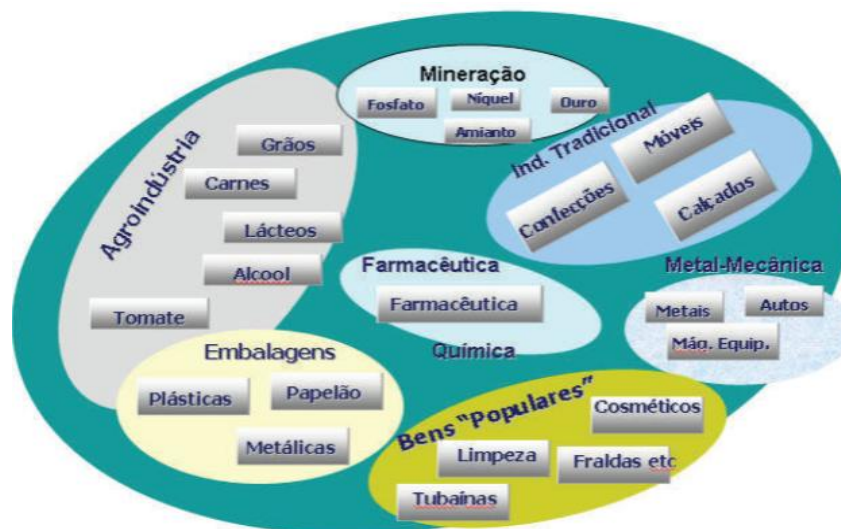 Mineração
Fosfato
Níquel
Ouro
Amianto
Agroindústria
Grãos
Carnes
Lácteos
Alcool
Tomate
Ind. Tradicional
Móveis
Confecções
Calçados
Farmacêutica
Farmacêutica
Química
Metal-Mecânica
Metais
Autos
Máq. Equip.
Embalagens
Plásticas
Papelão
Metálicas
Bens "Populares"
Cosméticos
Limpeza
Fraldas etc
Tubaínas